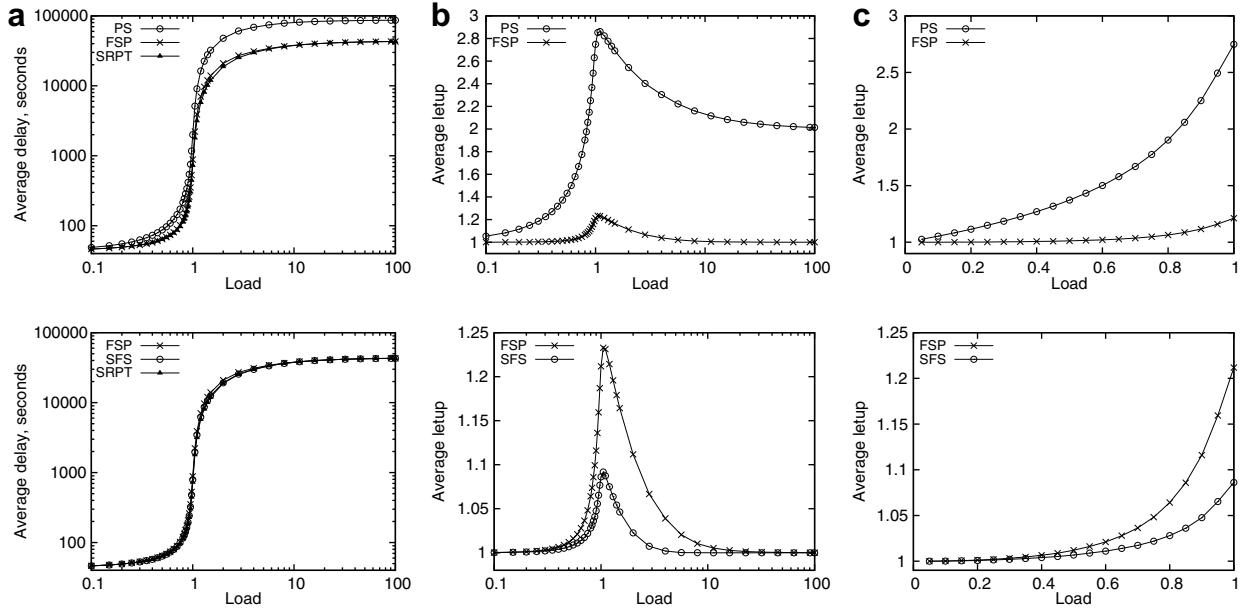 a
100000
10000
1000
100
0.1
1
10
100
Average delay, seconds
Load
PS
FSP
SRPT
b
3
2.8
2.6
2.4
2.2
2
1.8
1.6
1.4
1.2
1
0.1
1
10
100
Average letup
Load
PS
FSP
c
3
2.5
2
1.5
1
0
0.2
0.4
0.6
0.8
1
Average letup
Load
PS
FSP
100000
10000
1000
100
0.1
1
10
100
Average delay, seconds
Load
FSP
SFS
SRPT
1.25
1.2
1.15
1.1
1.05
1
0.1
1
10
100
Average letup
Load
FSP
SFS
1.25
1.2
1.15
1.1
1.05
1
0
0.2
0.4
0.6
0.8
1
Average letup
Load
FSP
SFS